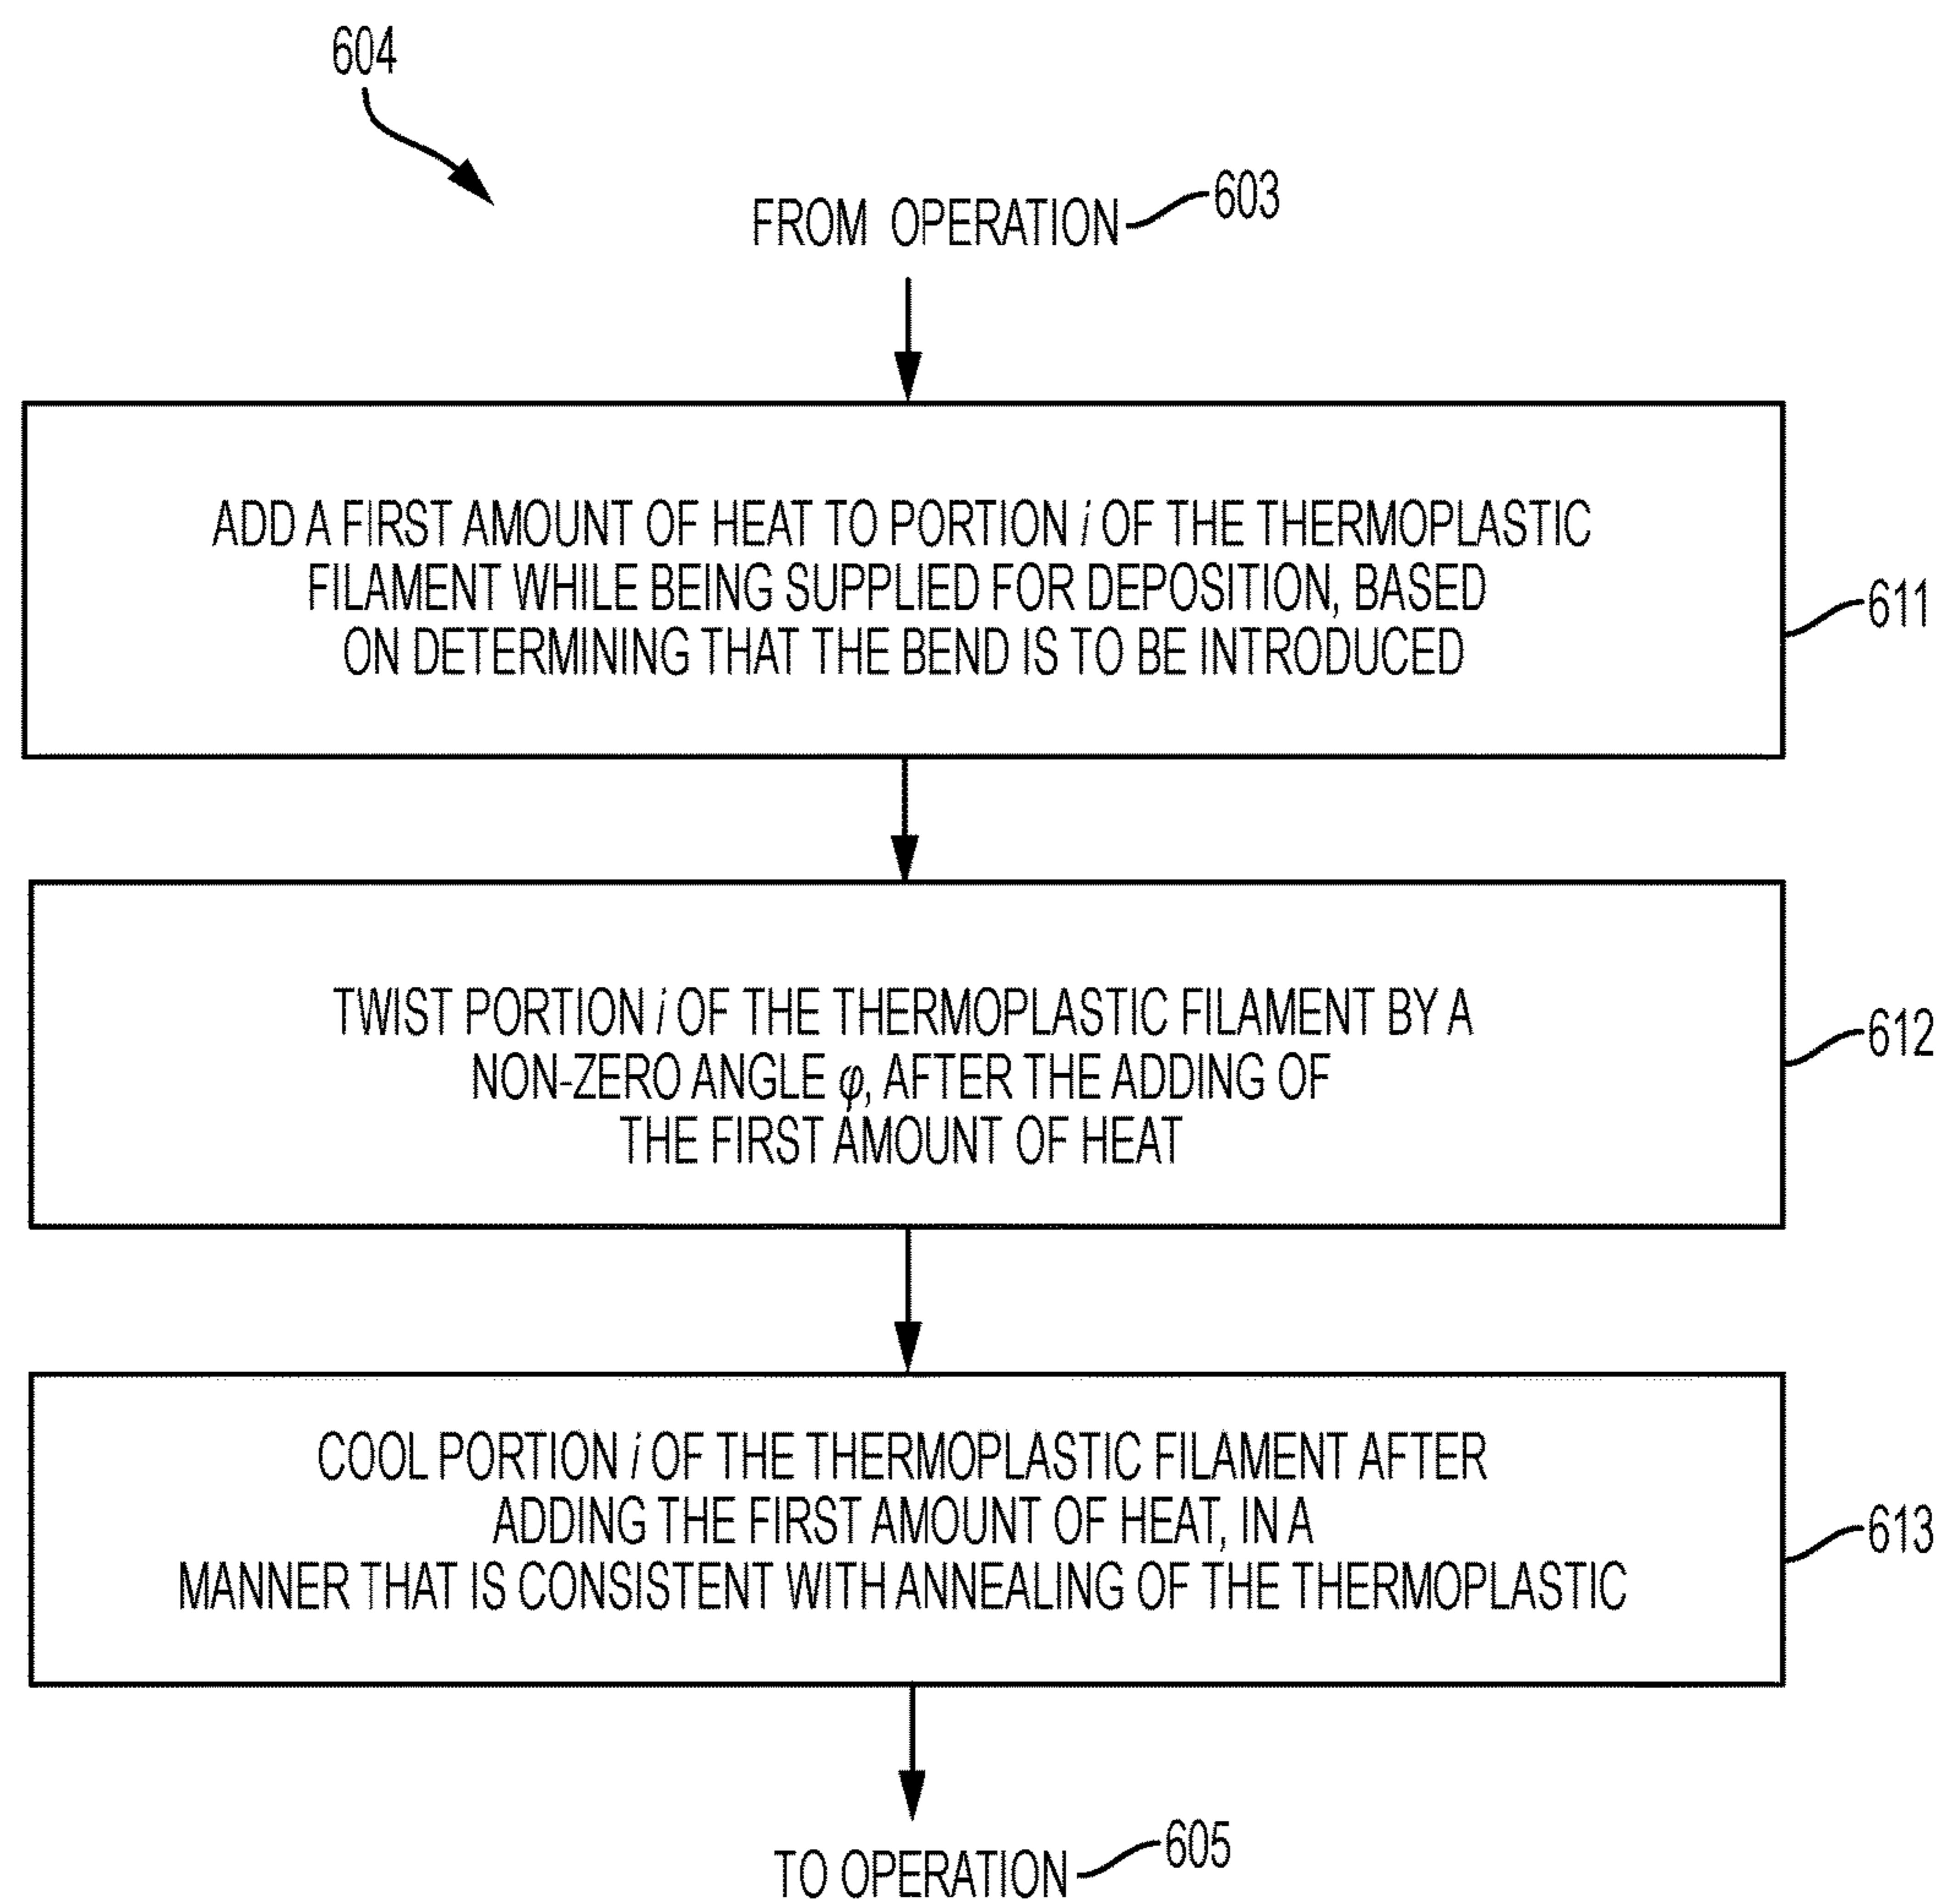 604
FROM OPERATION 603
ADD A FIRST AMOUNT OF HEAT TO PORTION i OF THE THERMOPLASTIC
FILAMENT WHILE BEING SUPPLIED FOR DEPOSITION, BASED
ON DETERMINING THAT THE BEND IS TO BE INTRODUCED
611
TWIST PORTION i OF THE THERMOPLASTIC FILAMENT BY A
NON-ZERO ANGLE φ, AFTER THE ADDING OF
THE FIRST AMOUNT OF HEAT
612
COOL PORTION i OF THE THERMOPLASTIC FILAMENT AFTER
ADDING THE FIRST AMOUNT OF HEAT, IN A
MANNER THAT IS CONSISTENT WITH ANNEALING OF THE THERMOPLASTIC
613
TO OPERATION 605